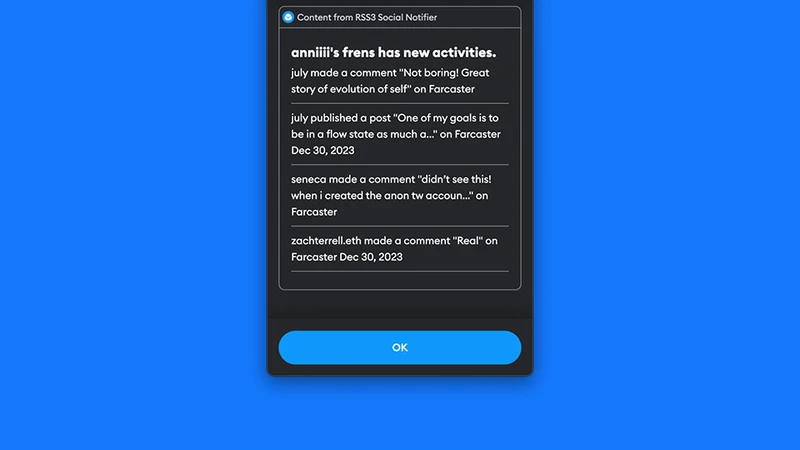 Content from RSS3 Social Notifier
anniiii's frens has new activities.
july made a comment "Not boring! Great
story of evolution of self" on Farcaster
july published a post "One of my goals is to
be in a flow state as much a..." on Farcaster
Dec 30, 2023
seneca made a comment "didn’t see this!
when i created the anon tw accoun..." on
Farcaster
zachterrell.eth made a comment "Real" on
Farcaster Dec 30, 2023
OK